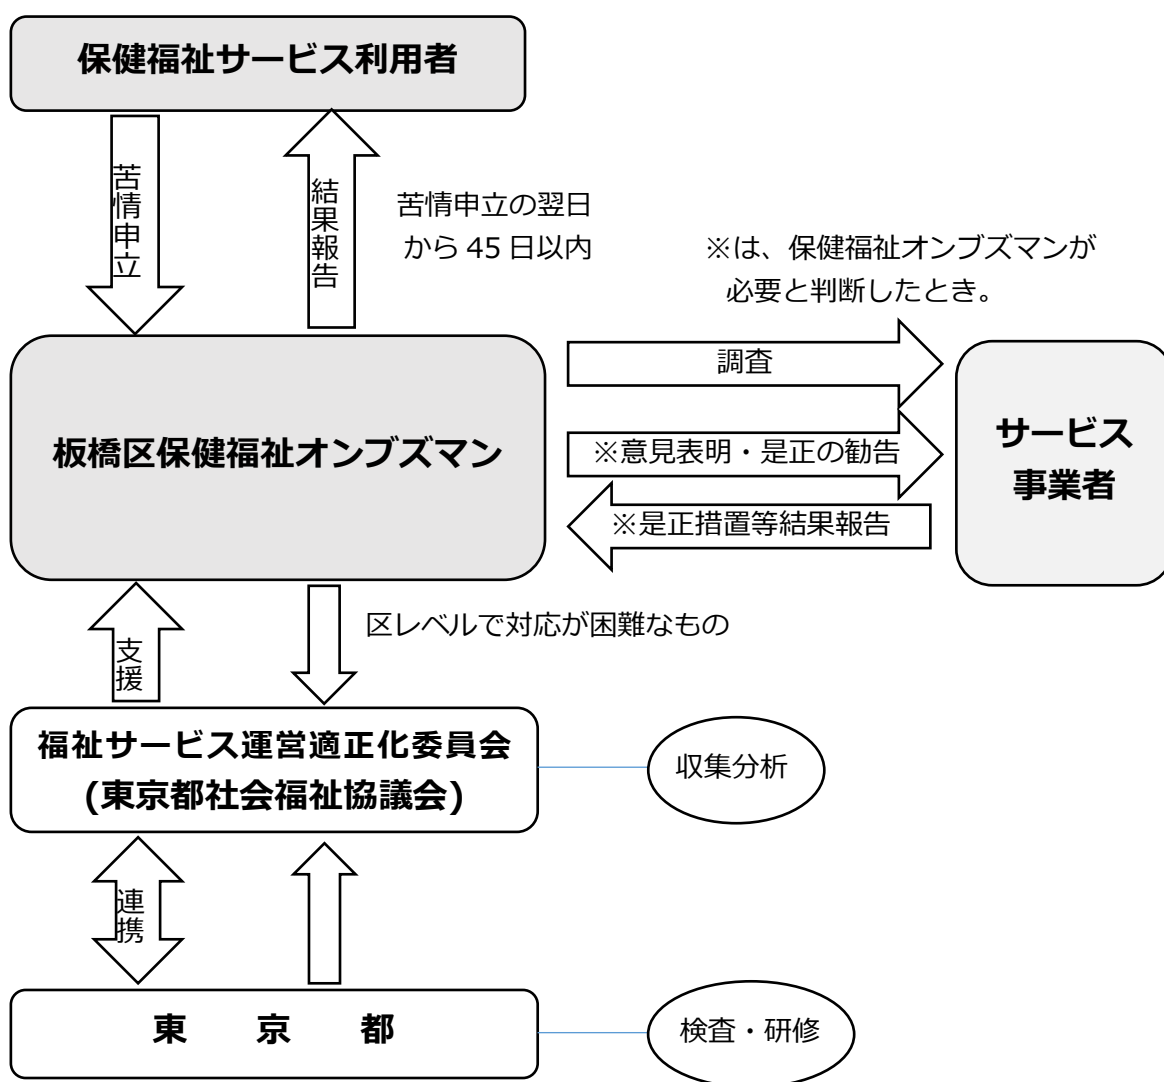 保健福祉サービス利用者
苦情申立
結果報告
苦情申立の翌日
から 45 日以内
※は、保健福祉オンブズマンが
必要と判断したとき。
板橋区保健福祉オンブズマン
調査
※意見表明・是正の勧告
※是正措置等結果報告
サービス
事業者
支援
区レベルで対応が困難なもの
福祉サービス運営適正化委員会
(東京都社会福祉協議会)
収集分析
連携
東 京 都
検査・研修